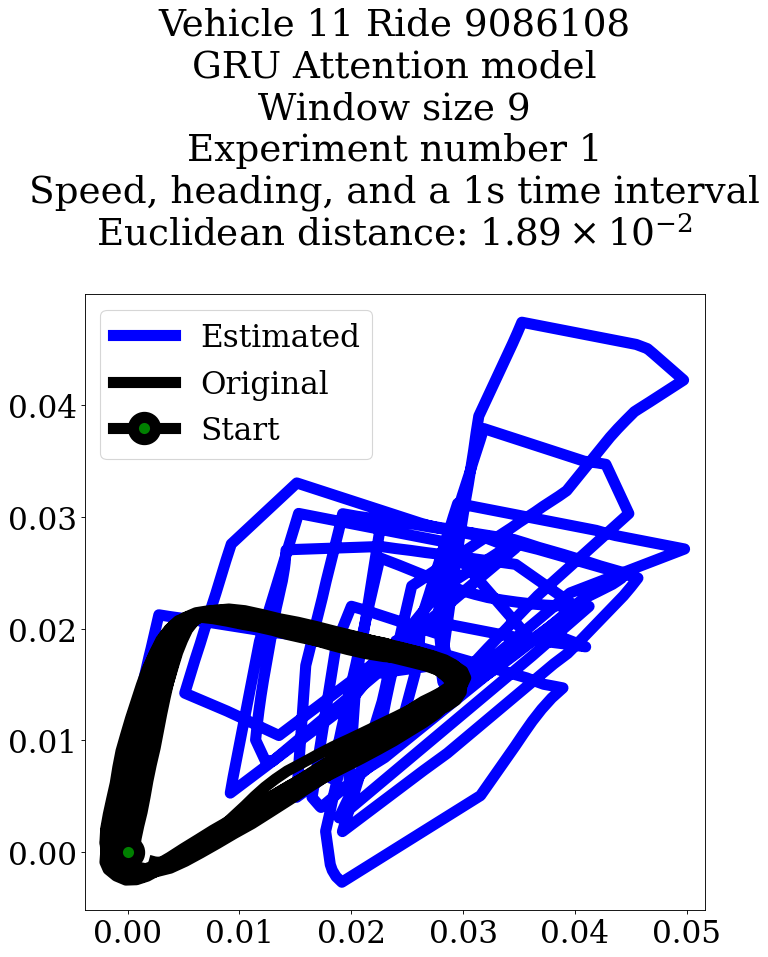 Vehicle 11 Ride 9086108
GRU Attention model
Window size 9
Experiment number 1
Speed, heading, and a 1s time interval
Euclidean distance: 1.89 × 10⁻²
Estimated
Original
Start
0.04
0.03
0.02
0.01
0.00
0.00 0.01 0.02 0.03 0.04 0.05